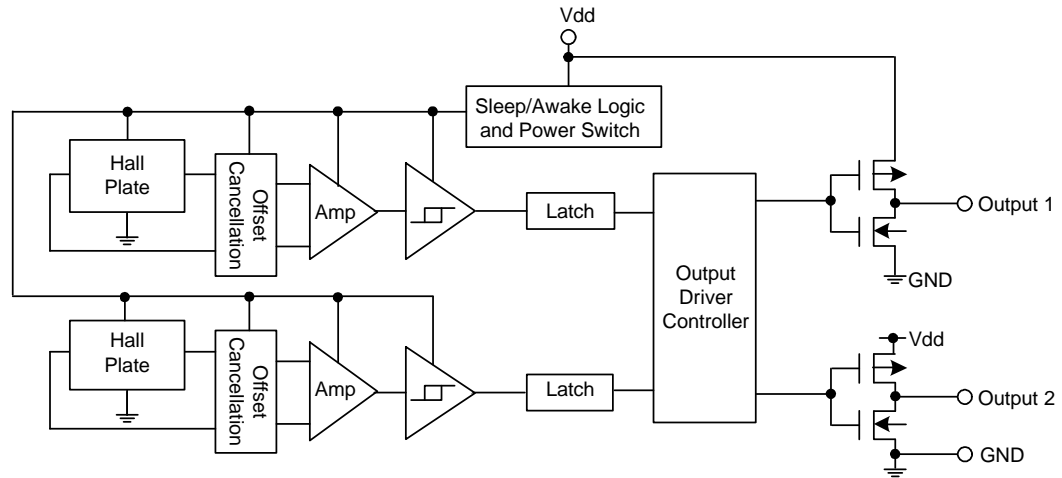 Vdd
Sleep/Awake Logic
and Power Switch
Hall
Plate
Offset
Cancellation
Amp
Latch
Output
Driver
Controller
Output 1
GND
Hall
Plate
Offset
Cancellation
Amp
Latch
Vdd
Output 2
GND